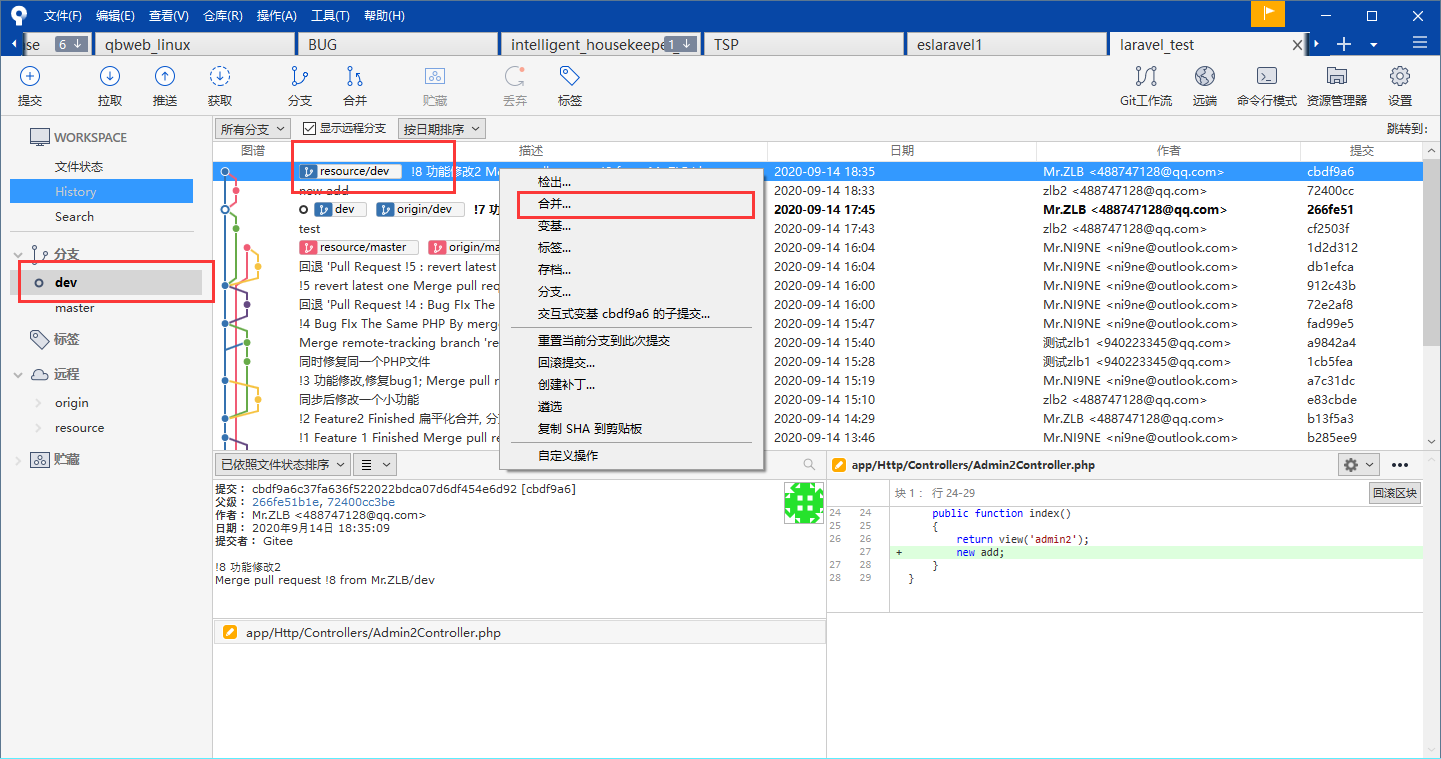 文件(F) 编辑(E) 查看(V) 仓库(R) 操作(A) 工具(T) 帮助(H)
se 6 qbweb_linux BUG intelligent_housekeepe 1 TSP eslaravel1 laravel_test
提交 拉取 推送 获取 分支 合并 贮藏 丢弃 标签 Git工作流 远端 命令行模式 资源管理器 设置
WORKSPACE
文件状态
History
Search
分支
dev
master
标签
远程
origin
resource
贮藏
所有分支 显示远程分支 按日期排序 跳转到:
图谱 描述 日期 作者 提交
resource/dev !8 功能修改2 2020-09-14 18:35 Mr.ZLB <488747128@qq.com> cbdf9a6
new add 2020-09-14 18:33 zlb2 <488747128@qq.com> 72400cc
dev origin/dev !7 2020-09-14 17:45 Mr.ZLB <488747128@qq.com> 266fe51
test 2020-09-14 17:43 zlb2 <488747128@qq.com> cf2503f
resource/master origin/ma 2020-09-14 16:04 Mr.NI9NE <ni9ne@outlook.com> 1d2d312
回退 'Pull Request !5 : revert latest 2020-09-14 16:04 Mr.NI9NE <ni9ne@outlook.com> db1efca
!5 revert latest one Merge pull req 2020-09-14 16:00 Mr.NI9NE <ni9ne@outlook.com> 912c43b
回退 'Pull Request !4 : Bug FIx The 2020-09-14 16:00 Mr.NI9NE <ni9ne@outlook.com> 72e2af8
!4 Bug FIx The Same PHP By merg 2020-09-14 15:47 Mr.NI9NE <ni9ne@outlook.com> fad99e5
Merge remote-tracking branch 're 2020-09-14 15:40 测试zlb1 <940223345@qq.com> a9842a4
同时修复同一个PHP文件 2020-09-14 15:28 测试zlb1 <940223345@qq.com> 1cb5fea
!3 功能修改,修复bug1; Merge pull r 2020-09-14 15:19 Mr.NI9NE <ni9ne@outlook.com> a7c31dc
同步后修改一个小功能 2020-09-14 15:10 zlb2 <488747128@qq.com> e83cbde
!2 Feature2 Finished 扁平化合并, 分 2020-09-14 14:29 Mr.ZLB <488747128@qq.com> b13f5a3
!1 Feature 1 Finished Merge pull re 2020-09-14 13:46 Mr.NI9NE <ni9ne@outlook.com> b285ee9
检出...
合并...
变基...
标签...
存档...
分支...
交互式变基 cbdf9a6 的子提交...
重置当前分支到此次提交
回滚提交...
创建补丁...
遴选
复制 SHA 到剪贴板
自定义操作
已依照文件状态排序
提交： cbdf9a6c37fa636f522022bdca07d6df454e6d92 [cbdf9a6]
父级： 266fe51b1e, 72400cc3be
作者： Mr.ZLB <488747128@qq.com>
日期： 2020年9月14日 18:35:09
提交者： Gitee
!8 功能修改2
Merge pull request !8 from Mr.ZLB/dev
app/Http/Controllers/Admin2Controller.php
app/Http/Controllers/Admin2Controller.php
块 1： 行 24-29 回滚区块
24 24 public function index()
25 25 {
26 26 return view('admin2');
27 + new add;
27 28 }
28 29 }